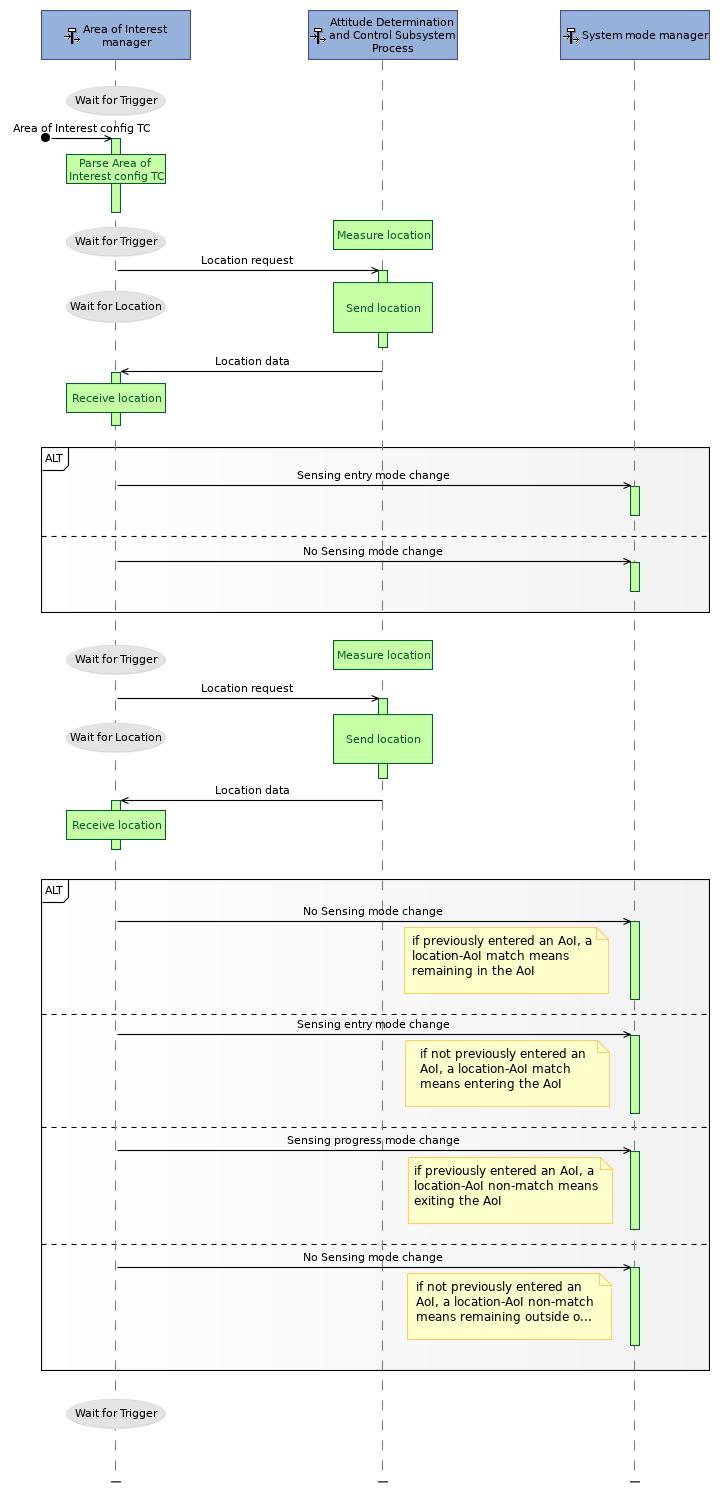 Area of Interest
manager
Attitude Determination
and Control Subsystem
Process
System mode manager
Wait for Trigger
Area of Interest config TC
Parse Area of
Interest config TC
Wait for Trigger
Measure location
Location request
Wait for Location
Send location
Location data
Receive location
ALT
Sensing entry mode change
No Sensing mode change
Wait for Trigger
Measure location
Location request
Wait for Location
Send location
Location data
Receive location
ALT
No Sensing mode change
if previously entered an AoI, a
location-AoI match means
remaining in the AoI
Sensing entry mode change
if not previously entered an
AoI, a location-AoI match
means entering the AoI
Sensing progress mode change
if previously entered an AoI, a
location-AoI non-match means
exiting the AoI
No Sensing mode change
if not previously entered an
AoI, a location-AoI non-match
means remaining outside o...
Wait for Trigger